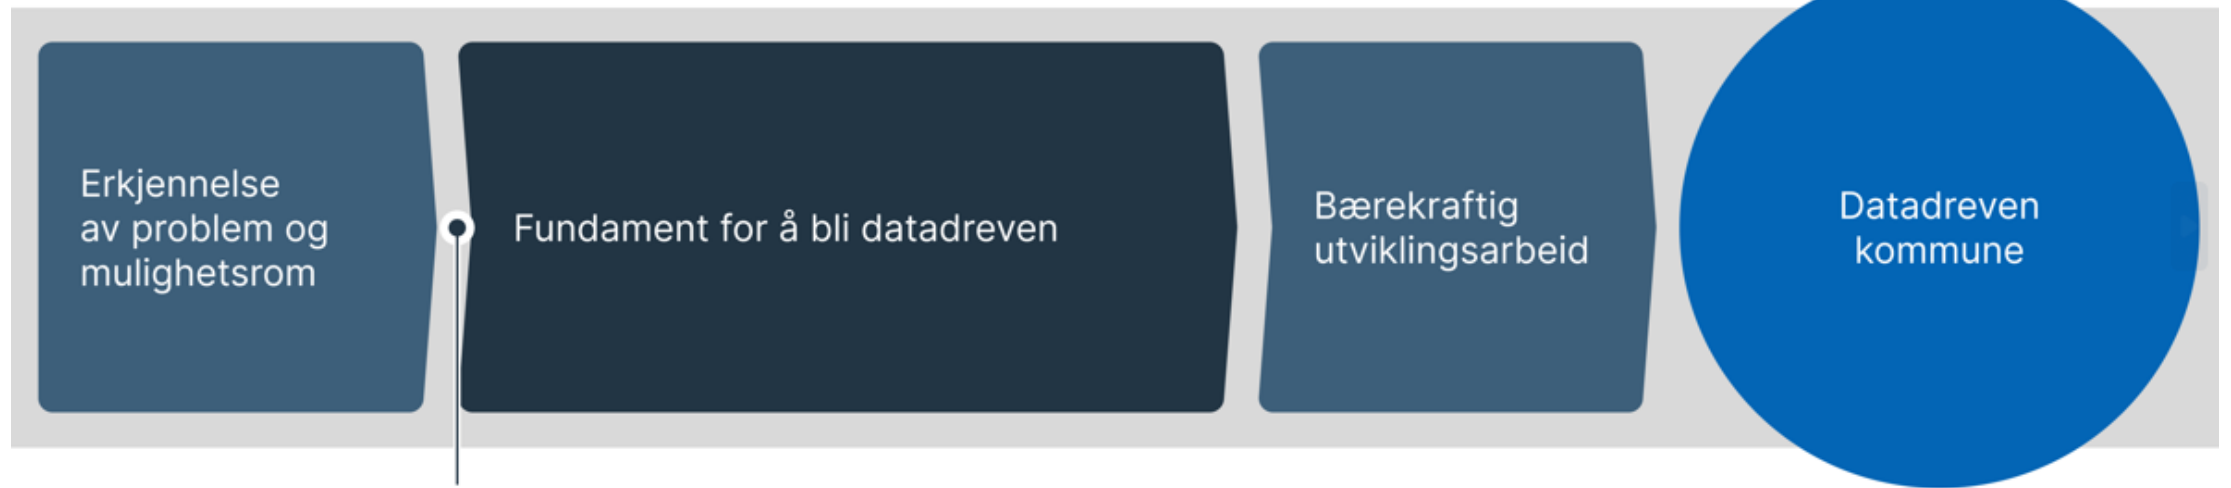 Erkjennelse
av problem og
mulighetsrom
Fundament for å bli datadreven
Bærekraftig
utviklingsarbeid
Datadreven
kommune